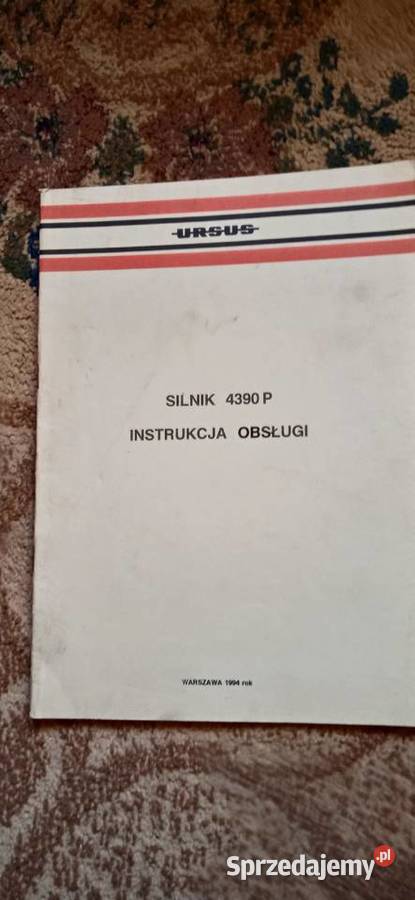 URSUS
SILNIK 4390 P
INSTRUKCJA OBSŁUGI
WARSZAWA 1994 rok
Sprzedajemy.pl